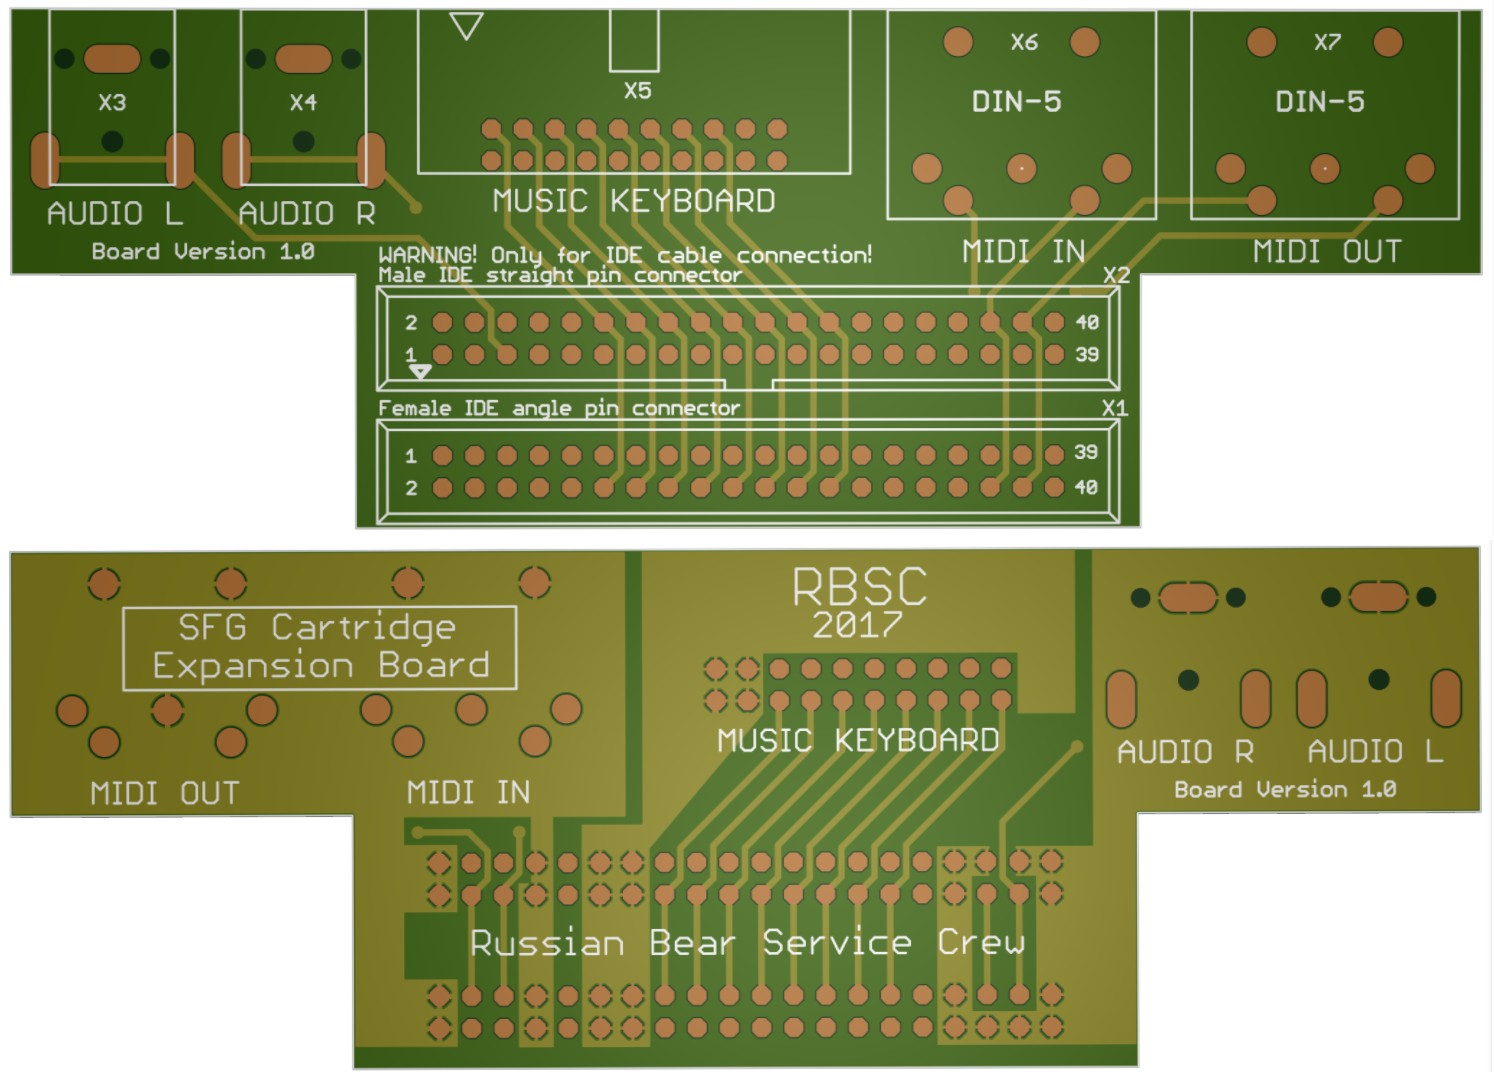 X3
X4
X5
X6
X7
DIN-5
DIN-5
AUDIO L
AUDIO R
MUSIC KEYBOARD
MIDI IN
MIDI OUT
Board Version 1.0
WARNING! Only for IDE cable connection!
Male IDE straight pin connector
X2
2
40
1
39
Female IDE angle pin connector
X1
1
39
2
40
RBSC
2017
SFG Cartridge
Expansion Board
MUSIC KEYBOARD
AUDIO R
AUDIO L
MIDI OUT
MIDI IN
Board Version 1.0
Russian Bear Service Crew